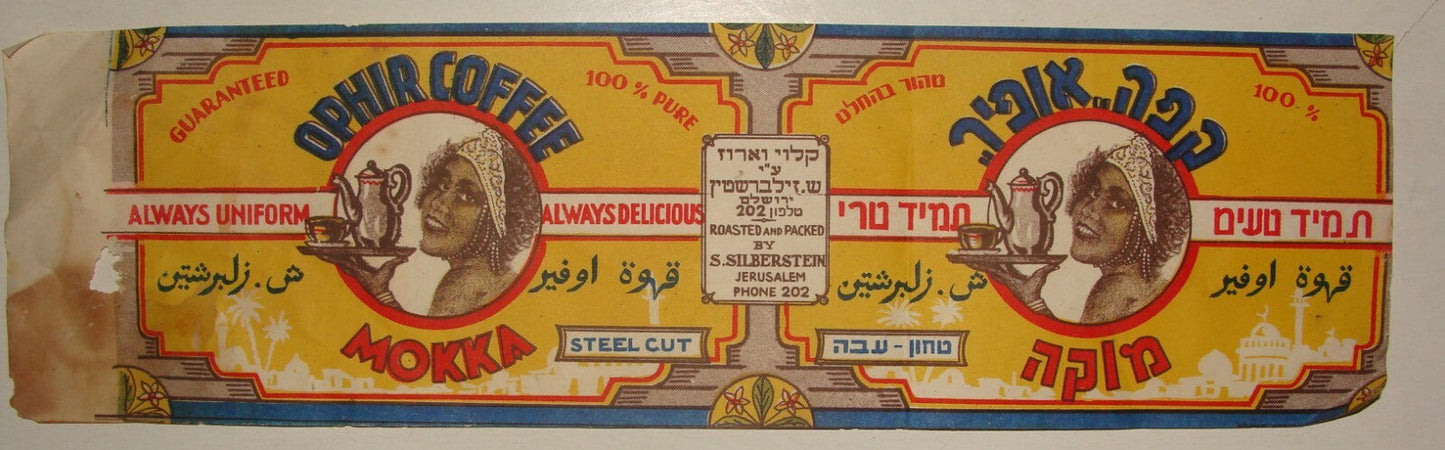 GUARANTEED
OPHIR COFFEE
100% PURE
ALWAYS UNIFORM
ALWAYS DELICIOUS
ش. زلبرشتين
قهوة اوفير
MOKKA
STEEL CUT
קלוי וארוז
ע"י
ש. זילברשטין
ירושלם
טלפון 202
ROASTED AND PACKED
BY
S. SILBERSTEIN
JERUSALEM
PHONE 202
100 %
טהור בהחלט
קפה „אופיר"
תמיד טעים
תמיד טרי
ش. زلبرشتين
قهوة اوفير
מוקה
טחון - עבה